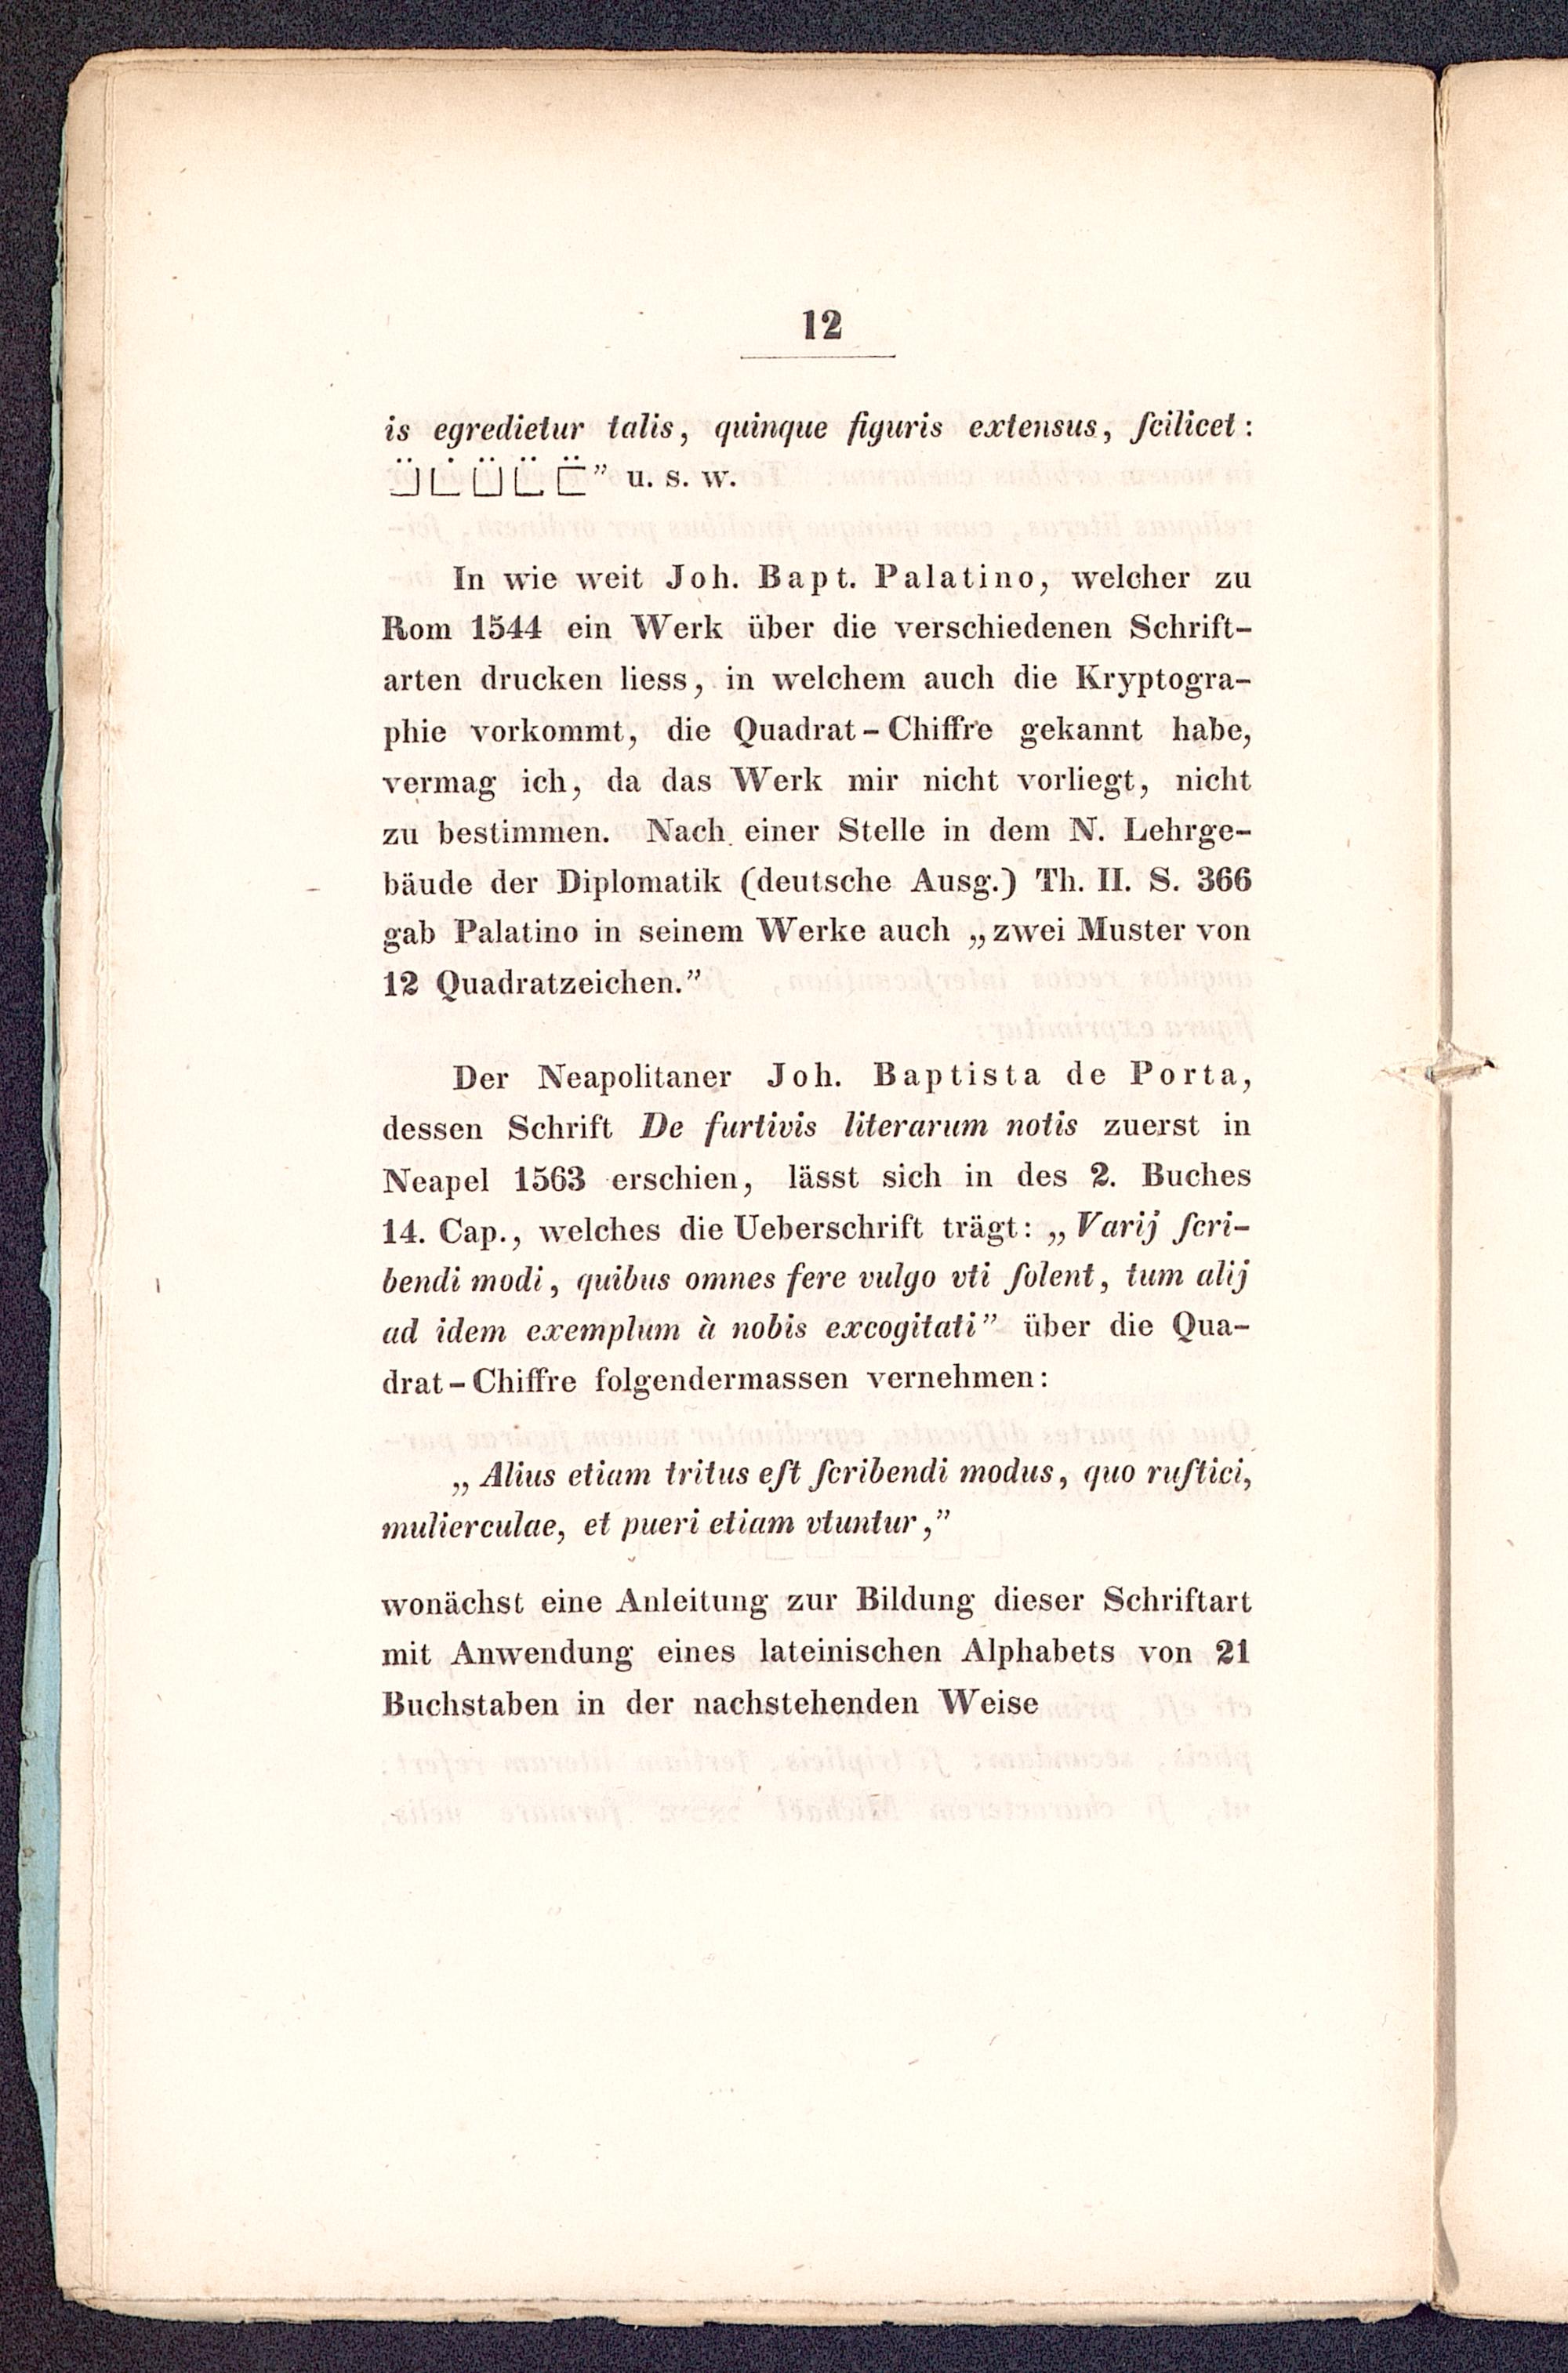 12
is egredietur talis, quinque figuris extensus, ſcilicet:
” u. s. w.
In wie weit Joh. Bapt. Palatino, welcher zu
Rom 1544 ein Werk über die verschiedenen Schrift-
arten drucken liess, in welchem auch die Kryptogra-
phie vorkommt, die Quadrat-Chiffre gekannt habe,
vermag ich, da das Werk mir nicht vorliegt, nicht
zu bestimmen. Nach einer Stelle in dem N. Lehrge-
bäude der Diplomatik (deutsche Ausg.) Th. II. S. 366
gab Palatino in seinem Werke auch „zwei Muster von
12 Quadratzeichen.”
Der Neapolitaner Joh. Baptista de Porta,
dessen Schrift De furtivis literarum notis zuerst in
Neapel 1563 erschien, lässt sich in des 2. Buches
14. Cap., welches die Ueberschrift trägt: „Varij ſcri-
bendi modi, quibus omnes fere vulgo vti ſolent, tum alij
ad idem exemplum à nobis excogitati” über die Qua-
drat-Chiffre folgendermassen vernehmen:
„Alius etiam tritus eſt ſcribendi modus, quo ruſtici,
mulierculae, et pueri etiam vtuntur,”
wonächst eine Anleitung zur Bildung dieser Schriftart
mit Anwendung eines lateinischen Alphabets von 21
Buchstaben in der nachstehenden Weise